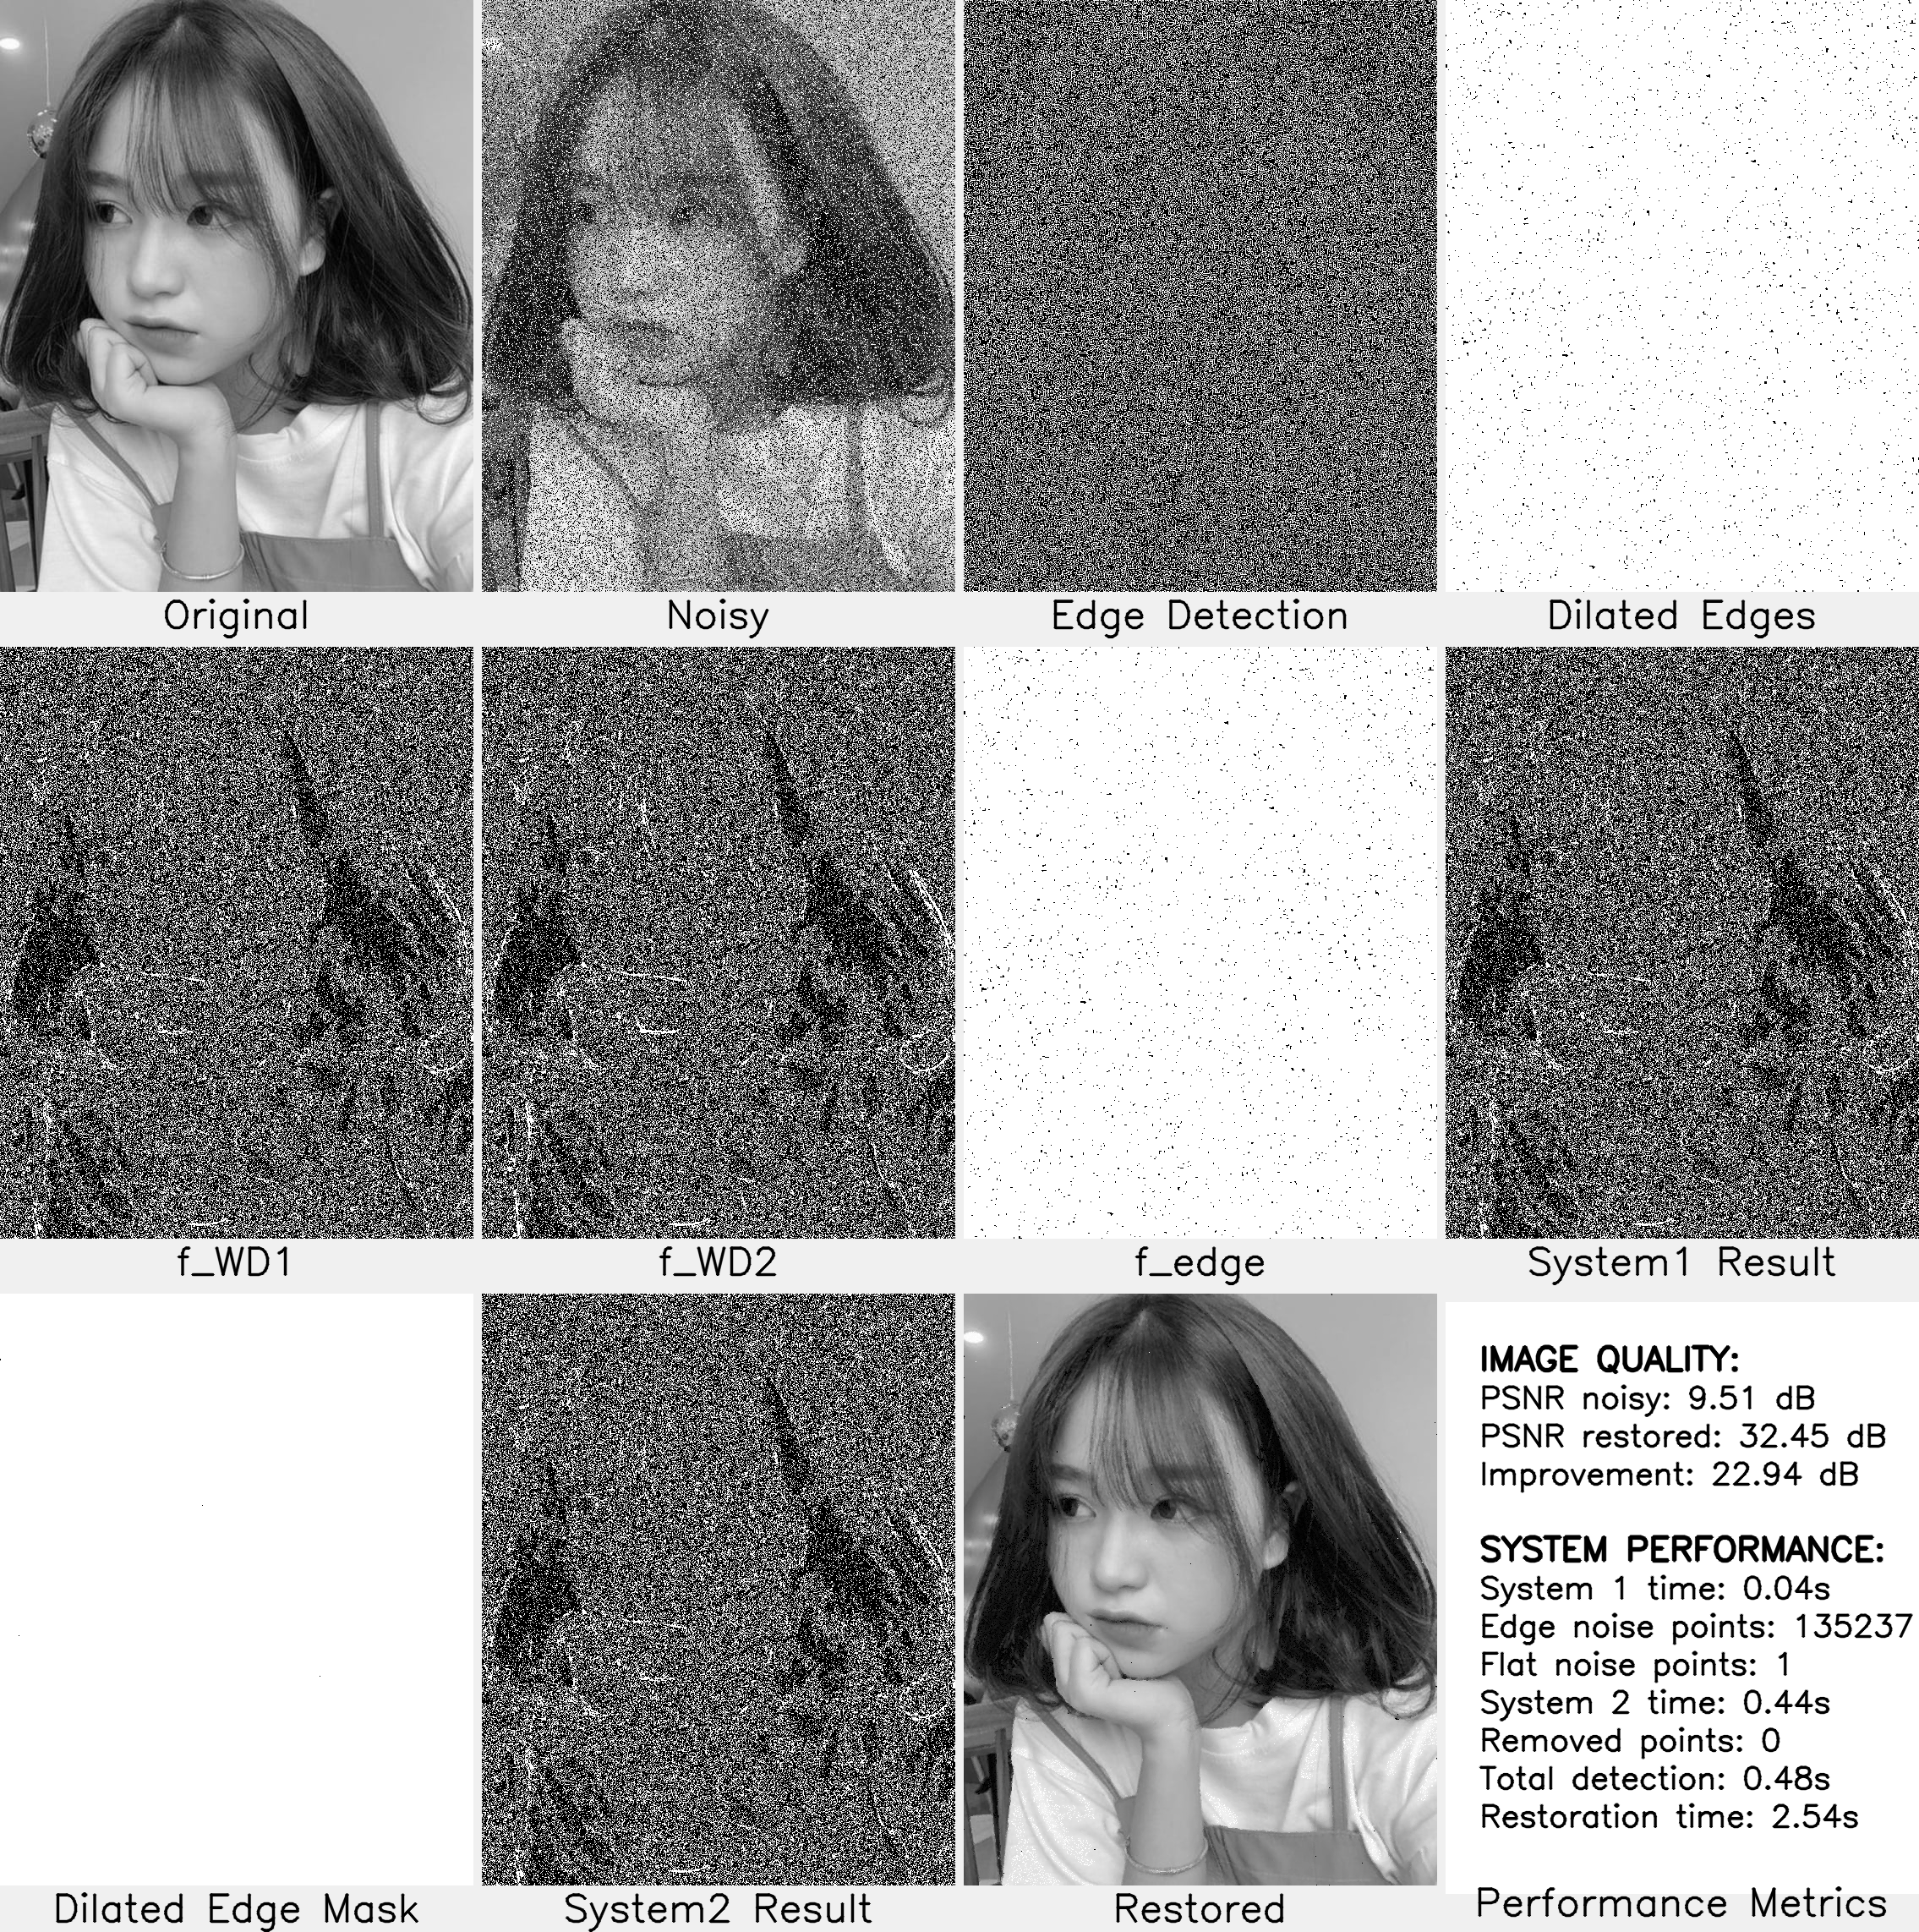 Original
Noisy
Edge Detection
Dilated Edges
f_WD1
f_WD2
f_edge
System1 Result
Dilated Edge Mask
System2 Result
Restored
IMAGE QUALITY:
PSNR noisy: 9.51 dB
PSNR restored: 32.45 dB
Improvement: 22.94 dB
SYSTEM PERFORMANCE:
System 1 time: 0.04s
Edge noise points: 135237
Flat noise points: 1
System 2 time: 0.44s
Removed points: 0
Total detection: 0.48s
Restoration time: 2.54s
Performance Metrics